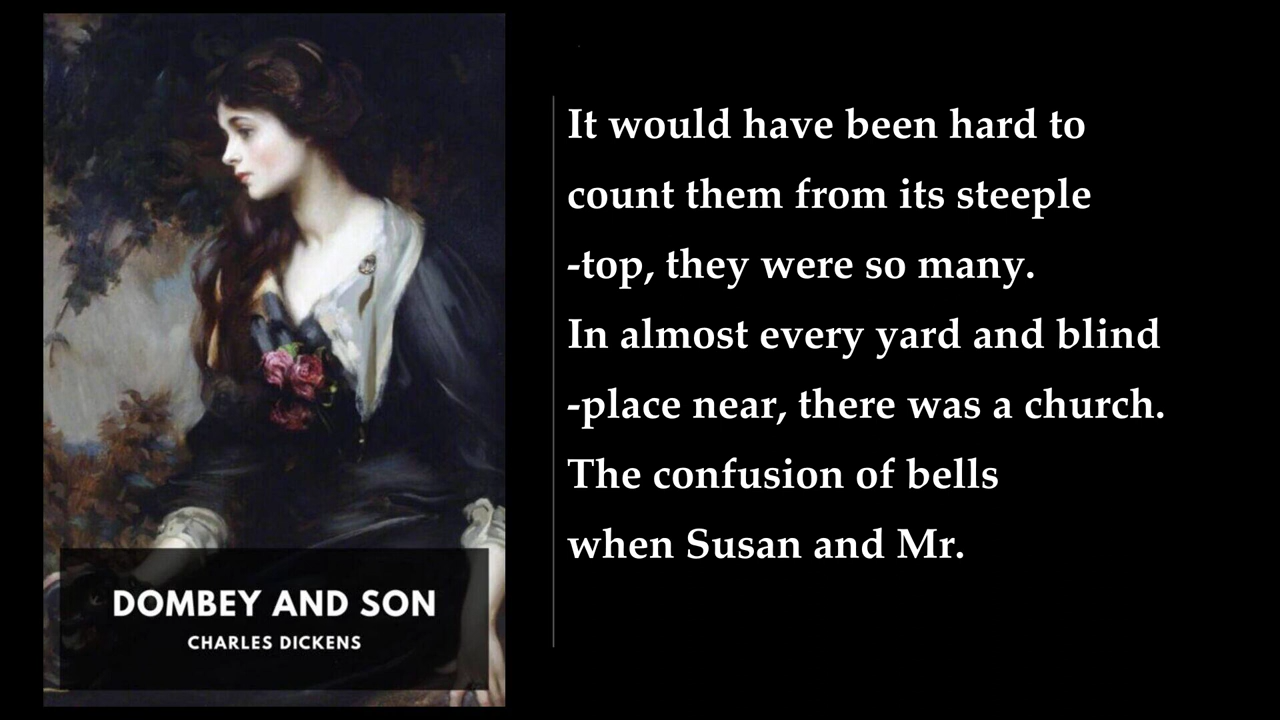 DOMBEY AND SON
CHARLES DICKENS
It would have been hard to
count them from its steeple
-top, they were so many.
In almost every yard and blind
-place near, there was a church.
The confusion of bells
when Susan and Mr.